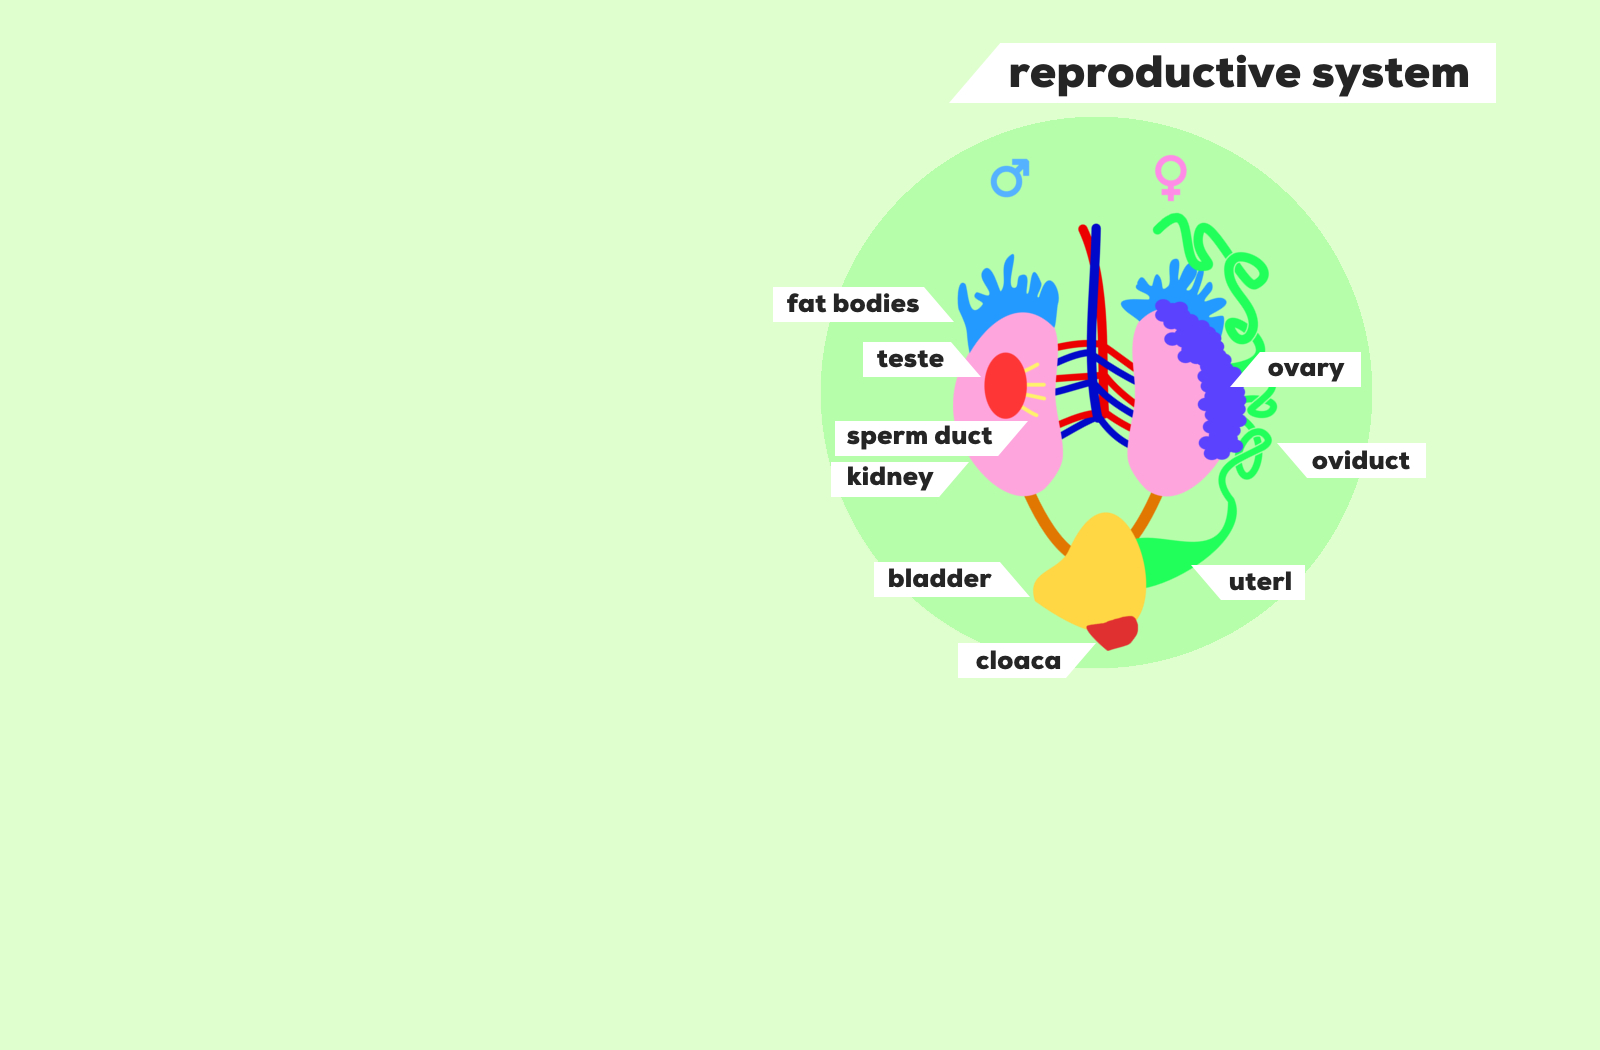 reproductive system
fat bodies
teste
ovary
sperm duct
oviduct
kidney
bladder
uterl
cloaca